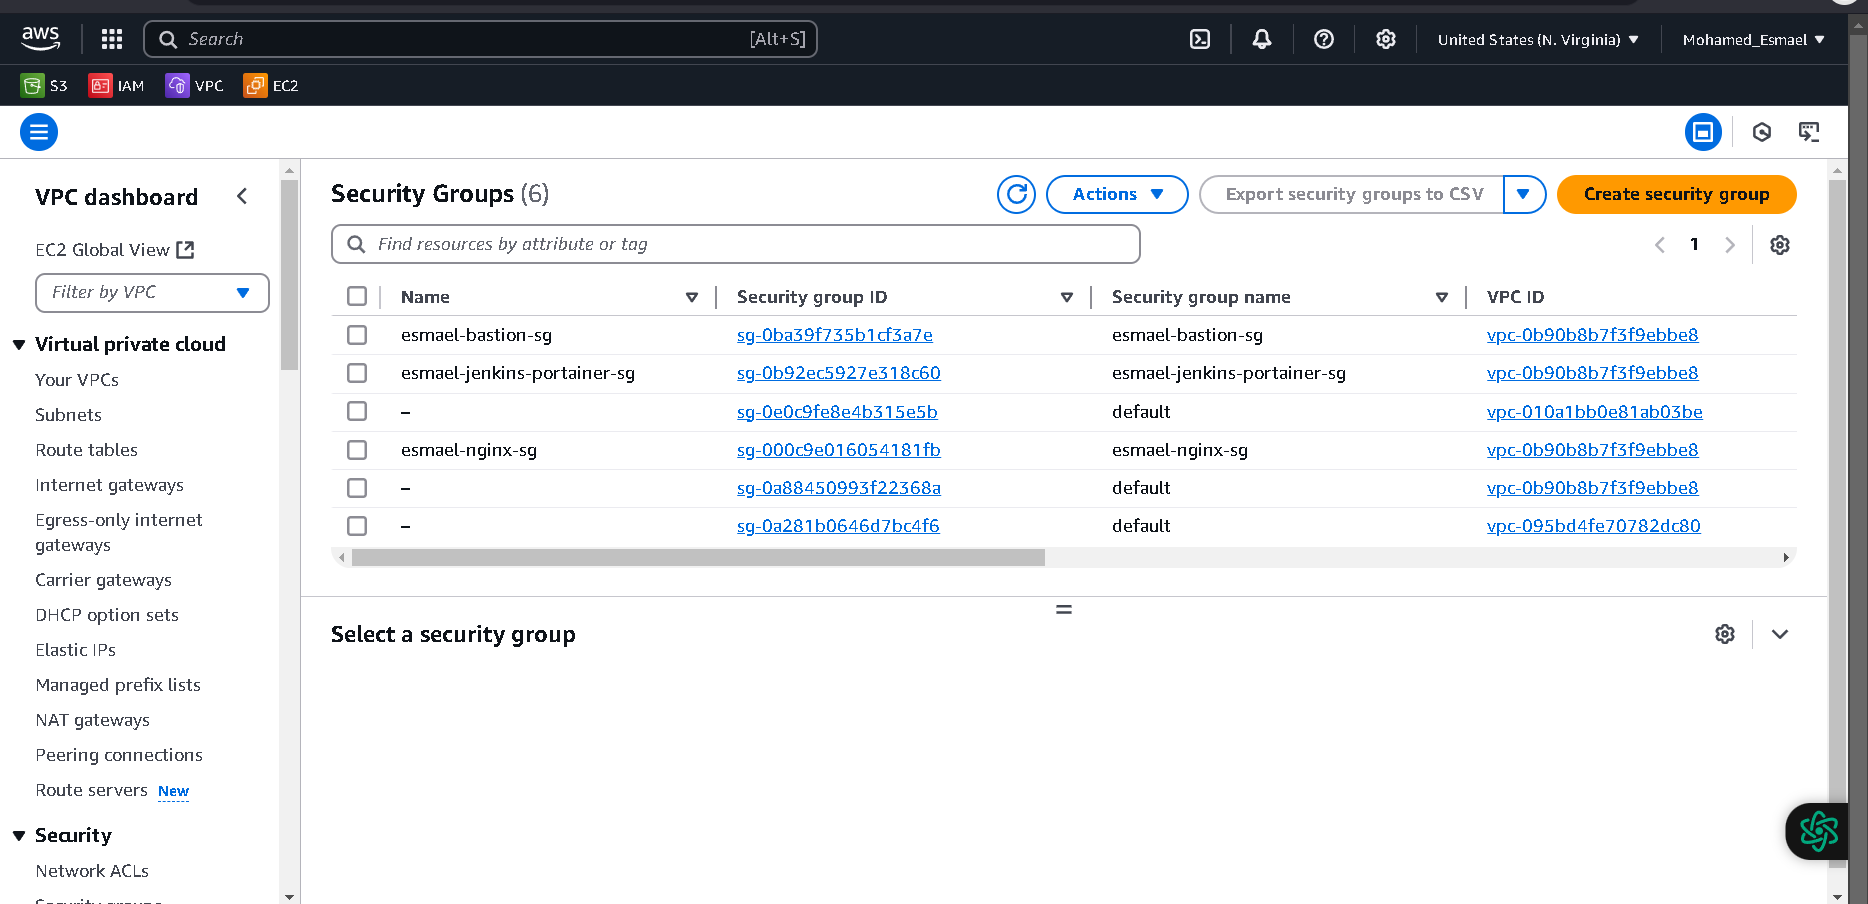 aws
Search [Alt+S]
United States (N. Virginia)
Mohamed_Esmael
S3
IAM
VPC
EC2
VPC dashboard
EC2 Global View
Filter by VPC
Virtual private cloud
Your VPCs
Subnets
Route tables
Internet gateways
Egress-only internet
gateways
Carrier gateways
DHCP option sets
Elastic IPs
Managed prefix lists
NAT gateways
Peering connections
Route servers New
Security
Network ACLs
Security groups
Security Groups (6)
Actions
Export security groups to CSV
Create security group
Find resources by attribute or tag
1
Name Security group ID Security group name VPC ID
esmael-bastion-sg sg-0ba39f735b1cf3a7e esmael-bastion-sg vpc-0b90b8b7f3f9ebbe8
esmael-jenkins-portainer-sg sg-0b92ec5927e318c60 esmael-jenkins-portainer-sg vpc-0b90b8b7f3f9ebbe8
– sg-0e0c9fe8e4b315e5b default vpc-010a1bb0e81ab03be
esmael-nginx-sg sg-000c9e016054181fb esmael-nginx-sg vpc-0b90b8b7f3f9ebbe8
– sg-0a88450993f22368a default vpc-0b90b8b7f3f9ebbe8
– sg-0a281b0646d7bc4f6 default vpc-095bd4fe70782dc80
Select a security group